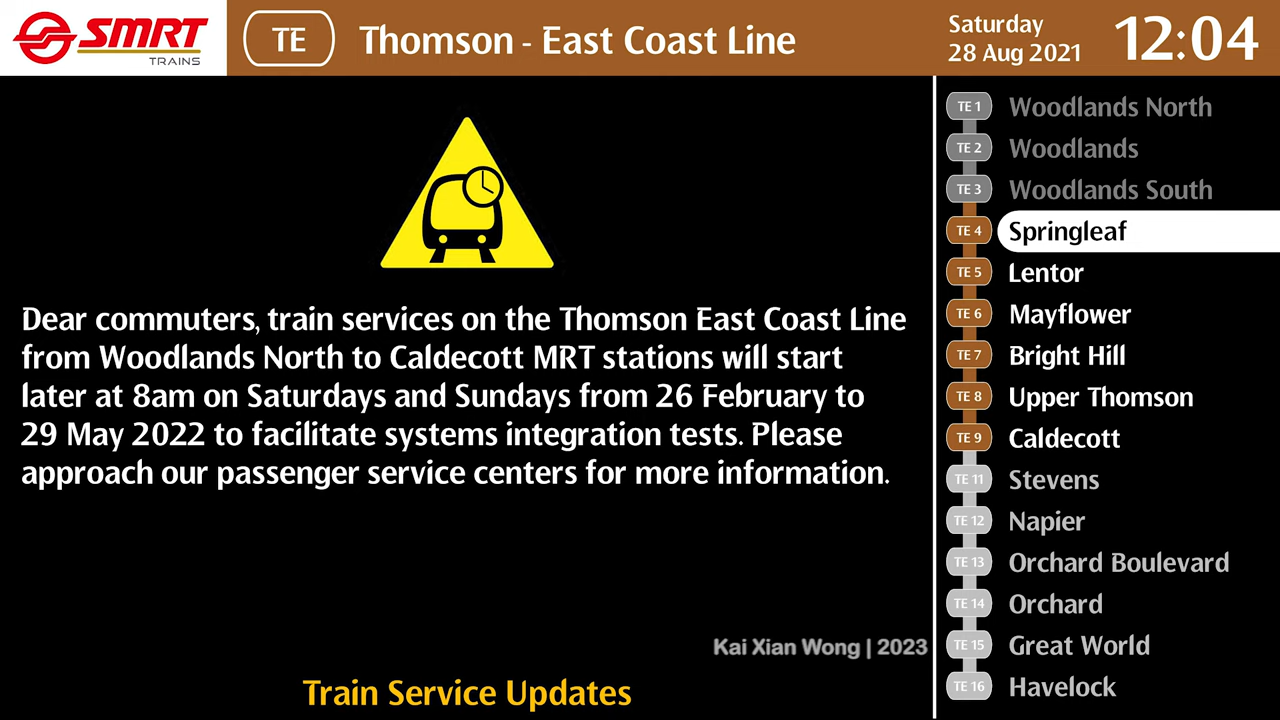 SMRT
TRAINS
TE
Thomson - East Coast Line
Saturday
28 Aug 2021
12:04
Dear commuters, train services on the Thomson East Coast Line
from Woodlands North to Caldecott MRT stations will start
later at 8am on Saturdays and Sundays from 26 February to
29 May 2022 to facilitate systems integration tests. Please
approach our passenger service centers for more information.
Kai Xian Wong | 2023
Train Service Updates
TE 1 Woodlands North
TE 2 Woodlands
TE 3 Woodlands South
TE 4 Springleaf
TE 5 Lentor
TE 6 Mayflower
TE 7 Bright Hill
TE 8 Upper Thomson
TE 9 Caldecott
TE 11 Stevens
TE 12 Napier
TE 13 Orchard Boulevard
TE 14 Orchard
TE 15 Great World
TE 16 Havelock